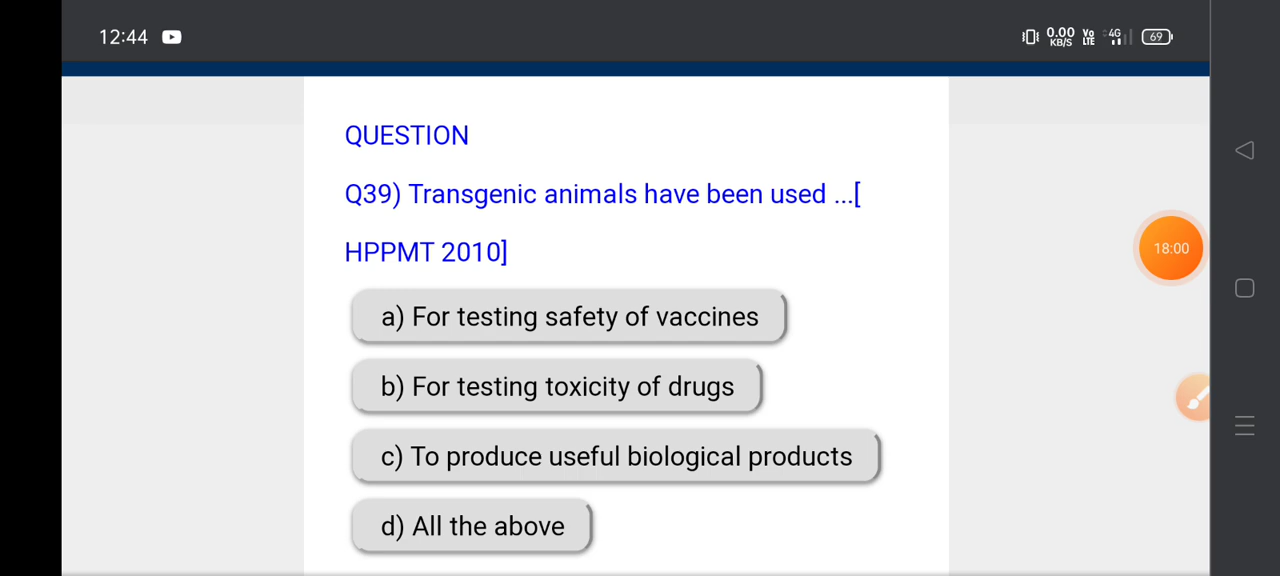 12:44
0.00 KB/S Vo LTE 4G 69
QUESTION
Q39) Transgenic animals have been used ...[
HPPMT 2010]
18:00
a) For testing safety of vaccines
b) For testing toxicity of drugs
c) To produce useful biological products
d) All the above